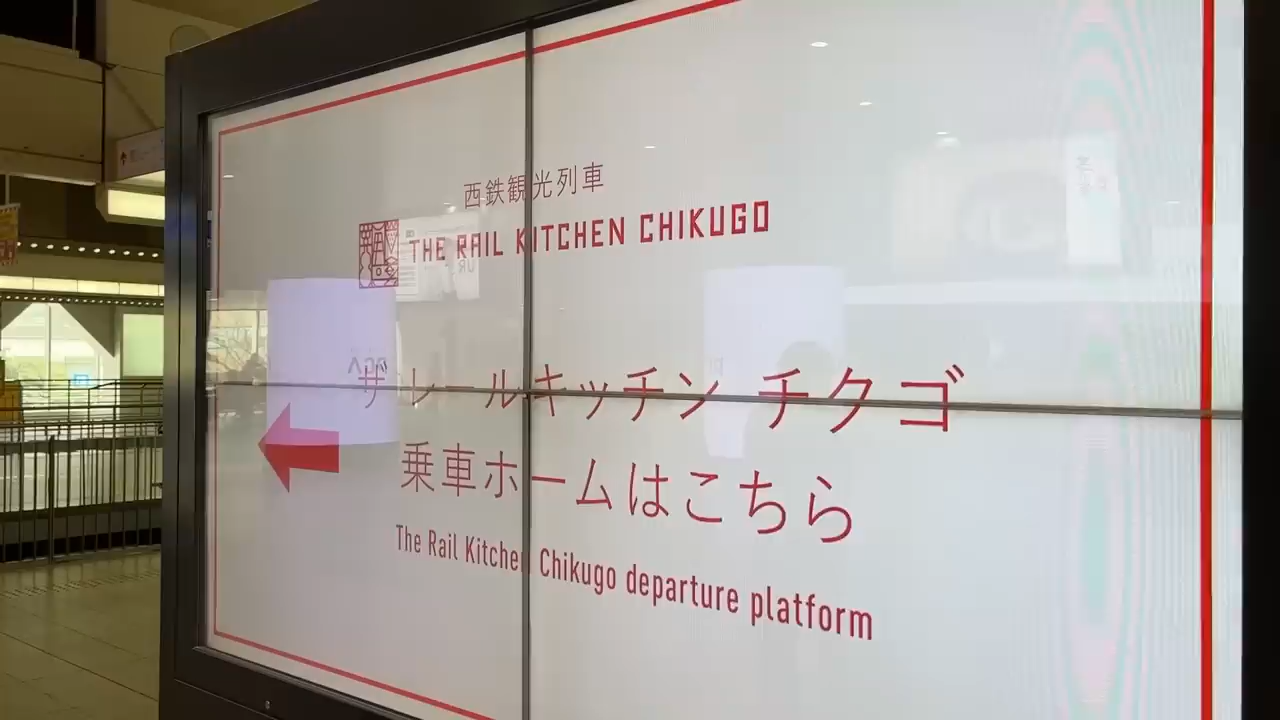 西鉄観光列車
THE RAIL KITCHEN CHIKUGO
ザ レールキッチン チクゴ
乗車ホームはこちら
The Rail Kitchen Chikugo departure platform